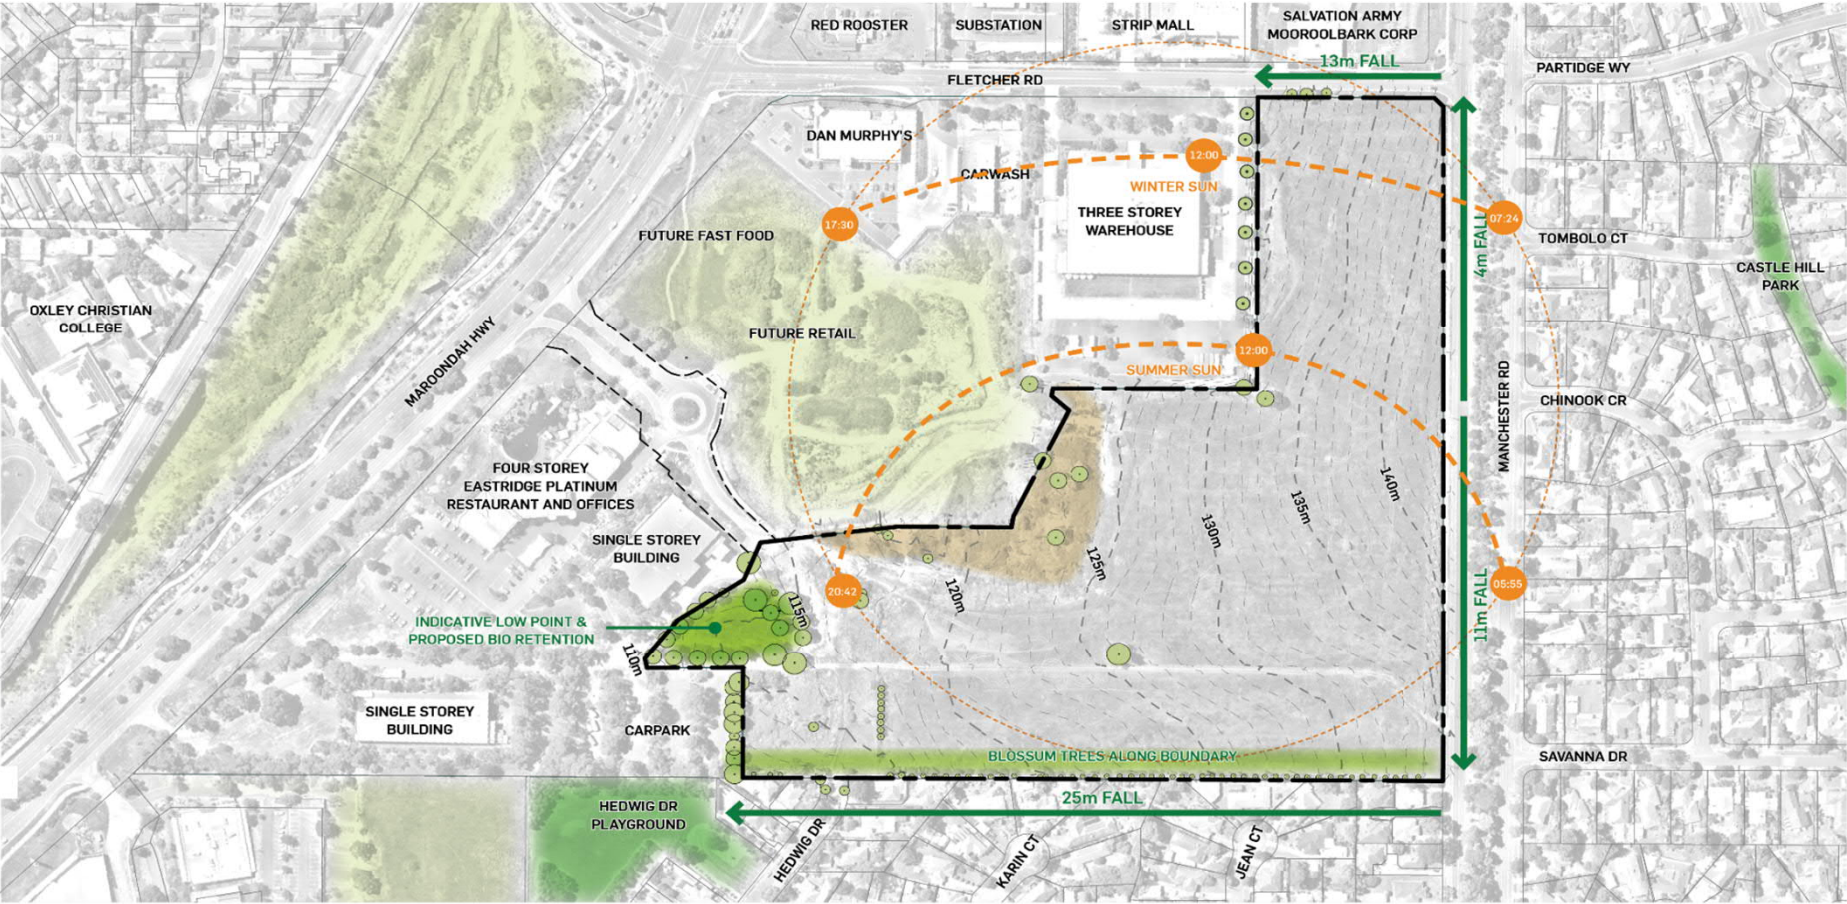 RED ROOSTER
SUBSTATION
STRIP MALL
SALVATION ARMY
MOOROOLBARK CORP
13m FALL
PARTIDGE WY
FLETCHER RD
DAN MURPHY'S
CARWASH
12:00
WINTER SUN
THREE STOREY
WAREHOUSE
17:30
07:24
4m FALL
TOMBOLO CT
CASTLE HILL
PARK
FUTURE FAST FOOD
FUTURE RETAIL
OXLEY CHRISTIAN
COLLEGE
MAROONDAH HWY
12:00
SUMMER SUN
MANCHESTER RD
CHINOOK CR
FOUR STOREY
EASTRIDGE PLATINUM
RESTAURANT AND OFFICES
SINGLE STOREY
BUILDING
140m
135m
130m
125m
120m
115m
110m
20:42
05:55
11m FALL
INDICATIVE LOW POINT &
PROPOSED BIO RETENTION
SINGLE STOREY
BUILDING
CARPARK
BLOSSUM TREES ALONG BOUNDARY
SAVANNA DR
25m FALL
HEDWIG DR
PLAYGROUND
HEDWIG DR
KARIN CT
JEAN CT